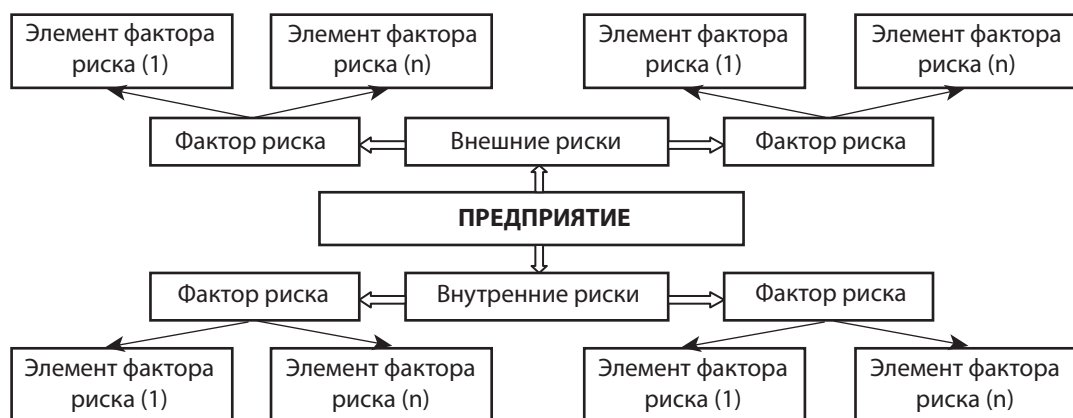 Элемент фактора
риска (1)
Элемент фактора
риска (n)
Элемент фактора
риска (1)
Элемент фактора
риска (n)
Фактор риска
Внешние риски
Фактор риска
ПРЕДПРИЯТИЕ
Фактор риска
Внутренние риски
Фактор риска
Элемент фактора
риска (1)
Элемент фактора
риска (n)
Элемент фактора
риска (1)
Элемент фактора
риска (n)